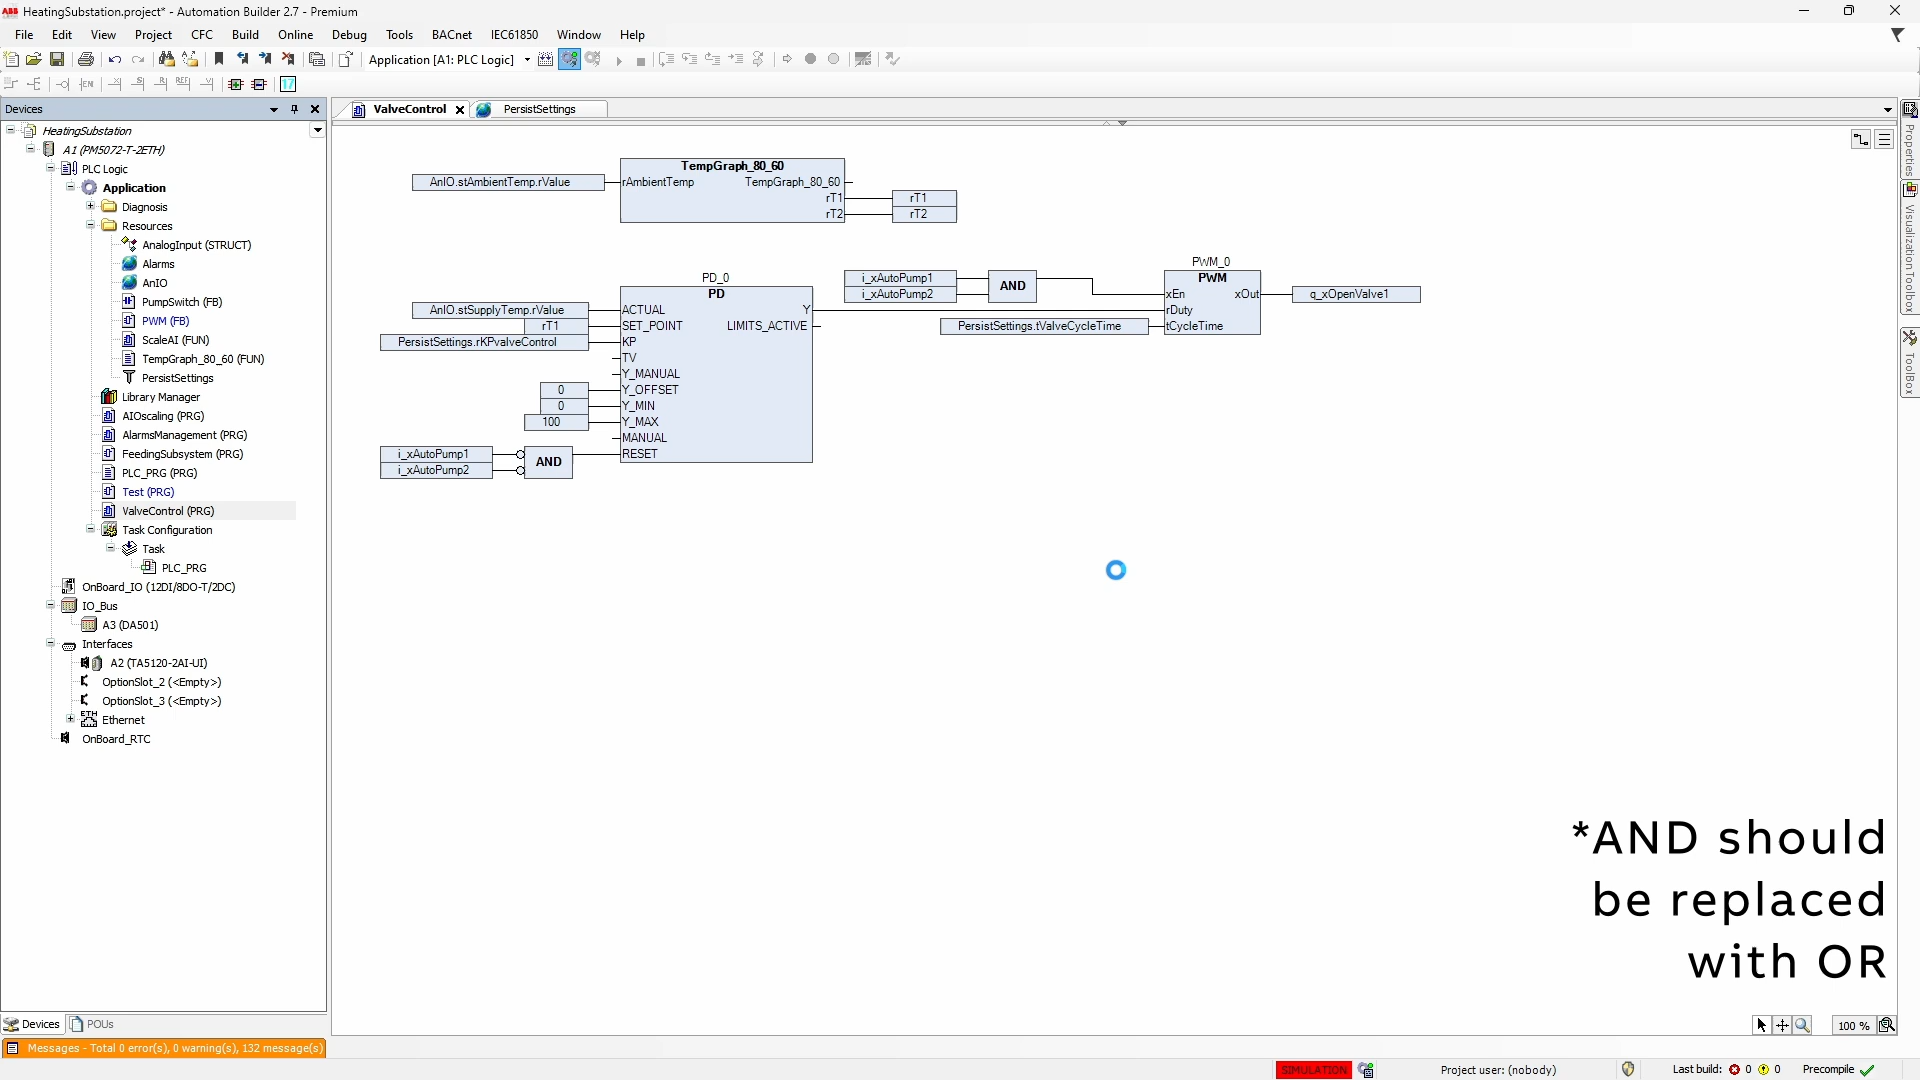 HeatingSubstation.project* - Automation Builder 2.7 - Premium
File Edit View Project CFC Build Online Debug Tools BACnet IEC61850 Window Help
Application [A1: PLC Logic]
Devices
HeatingSubstation
A1 (PM5072-T-2ETH)
PLC Logic
Application
Diagnosis
Resources
AnalogInput (STRUCT)
Alarms
AnIO
PumpSwitch (FB)
PWM (FB)
ScaleAI (FUN)
TempGraph_80_60 (FUN)
PersistSettings
Library Manager
AIOscaling (PRG)
AlarmsManagement (PRG)
FeedingSubsystem (PRG)
PLC_PRG (PRG)
Test (PRG)
ValveControl (PRG)
Task Configuration
Task
PLC_PRG
OnBoard_IO (12DI/8DO-T/2DC)
IO_Bus
A3 (DA501)
Interfaces
A2 (TA5120-2AI-UI)
OptionSlot_2 (<Empty>)
OptionSlot_3 (<Empty>)
Ethernet
OnBoard_RTC
Devices POUs
Messages - Total 0 error(s), 0 warning(s), 132 message(s)
ValveControl PersistSettings
TempGraph_80_60
AnIO.stAmbientTemp.rValue rAmbientTemp TempGraph_80_60
rT1 rT1
rT2 rT2
PD_0
PD
AnIO.stSupplyTemp.rValue ACTUAL Y
rT1 SET_POINT LIMITS_ACTIVE
PersistSettings.rKPvalveControl KP
TV
Y_MANUAL
0 Y_OFFSET
0 Y_MIN
100 Y_MAX
MANUAL
i_xAutoPump1 RESET
i_xAutoPump2
AND
i_xAutoPump1
i_xAutoPump2
AND
PWM_0
PWM
xEn xOut q_xOpenValve1
rDuty
PersistSettings.tValveCycleTime tCycleTime
*AND should
be replaced
with OR
100 %
Properties
Visualization Toolbox
ToolBox
SIMULATION
Project user: (nobody)
Last build: 0 0 Precompile